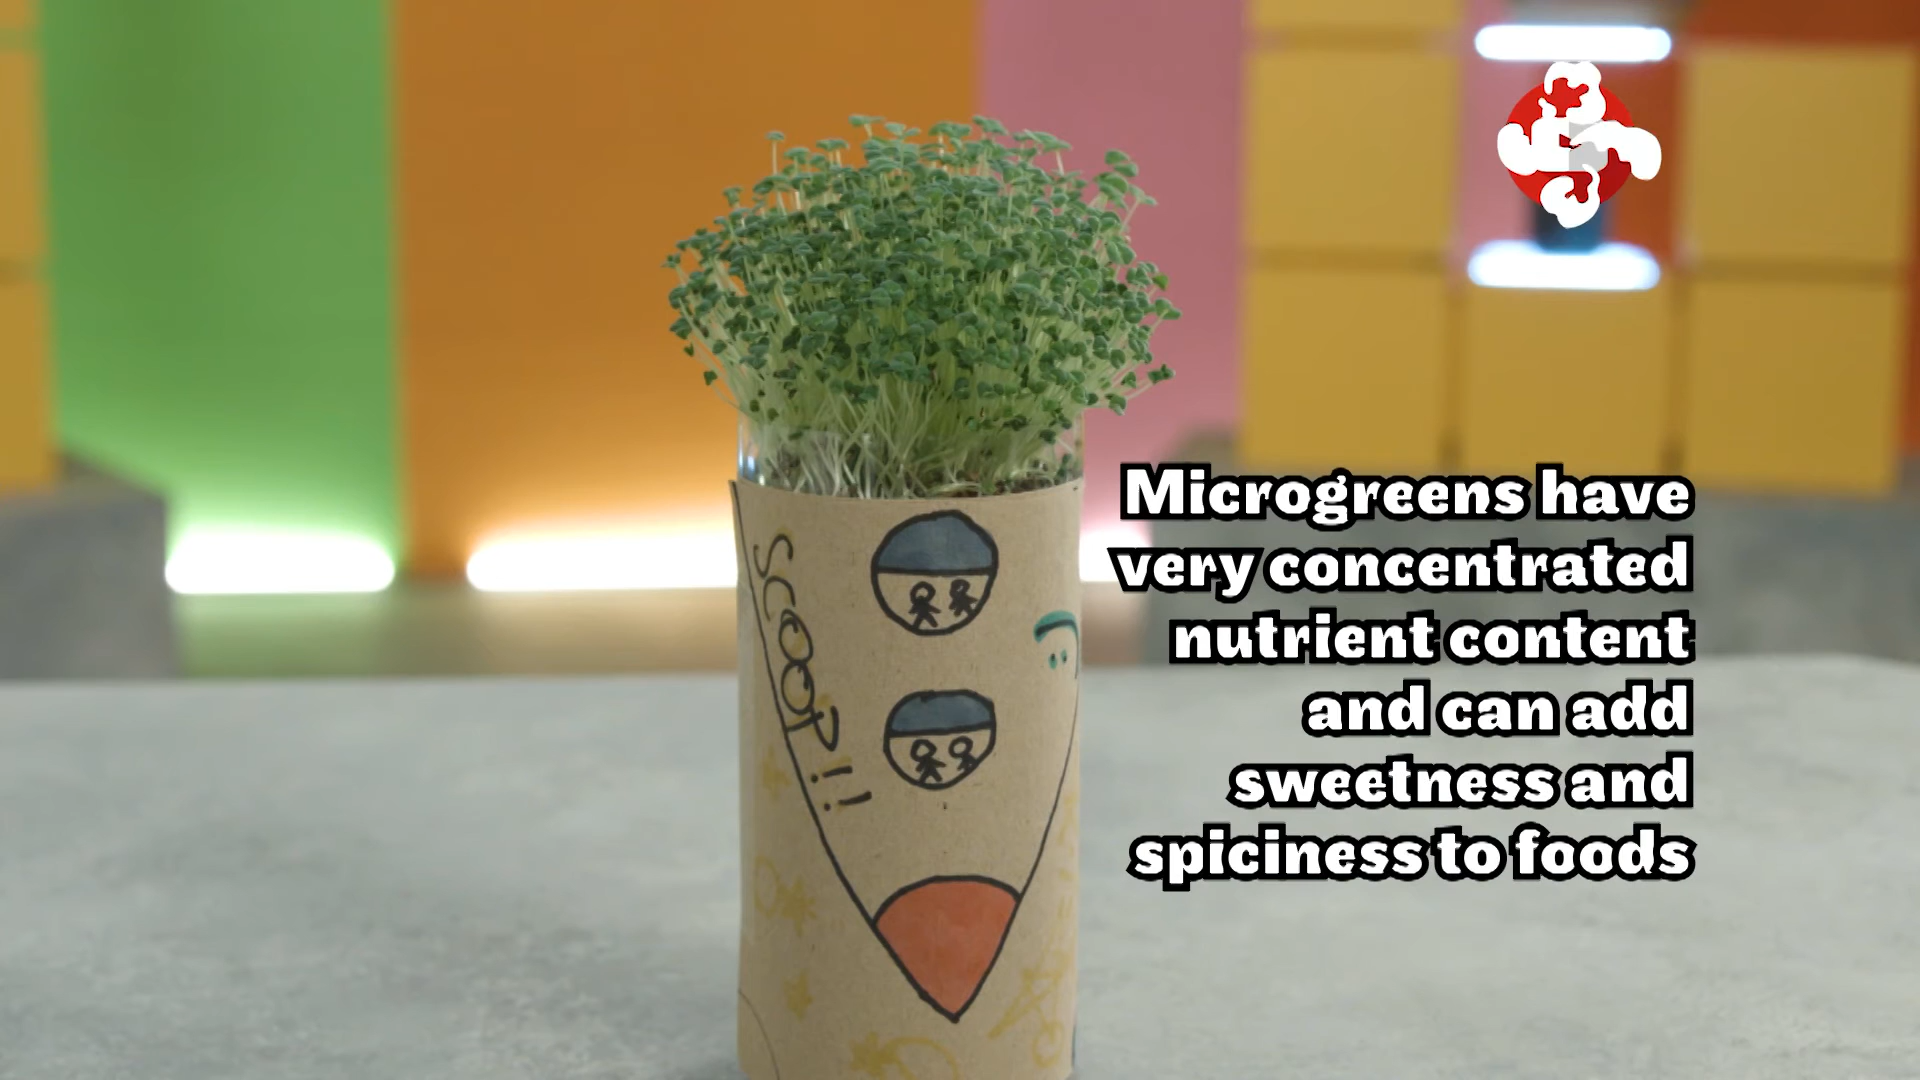 SCOOP!!
Microgreens have
very concentrated
nutrient content
and can add
sweetness and
spiciness to foods